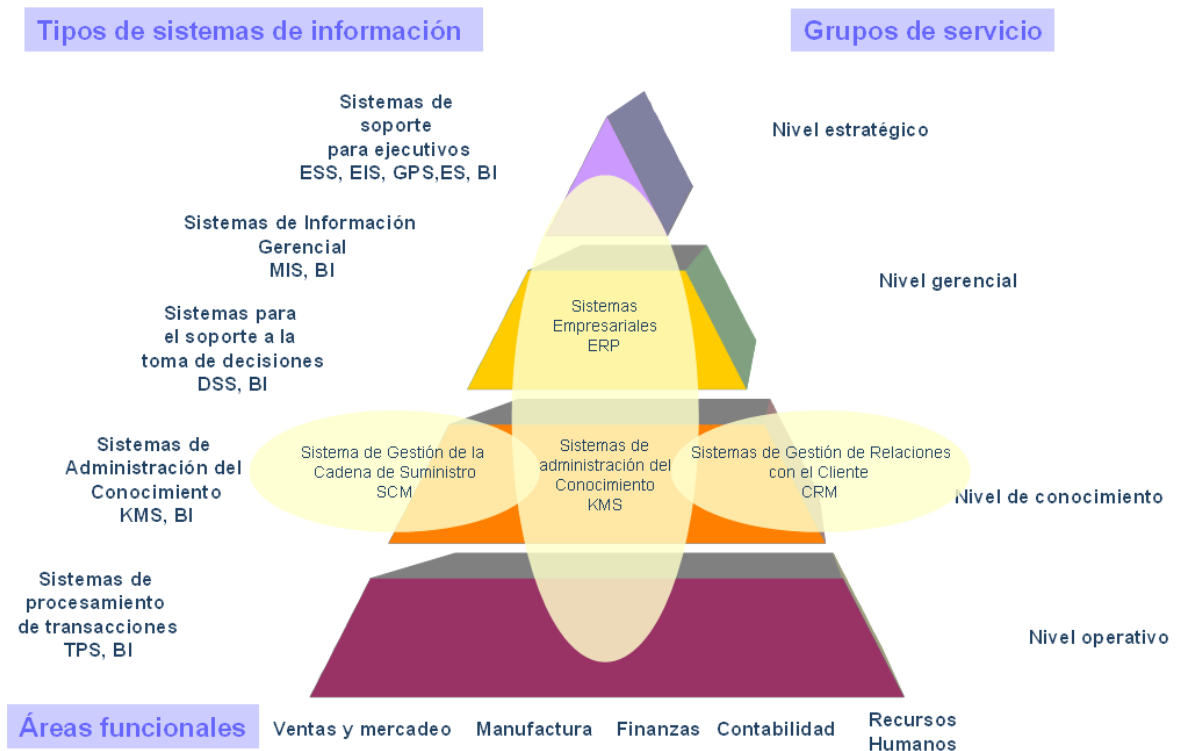 Tipos de sistemas de información
Grupos de servicio
Sistemas de
soporte
para ejecutivos
ESS, EIS, GPS,ES, BI
Nivel estratégico
Sistemas de Información
Gerencial
MIS, BI
Nivel gerencial
Sistemas para
el soporte a la
toma de decisiones
DSS, BI
Sistemas
Empresariales
ERP
Sistemas de
Administración del
Conocimiento
KMS, BI
Sistema de Gestión de la
Cadena de Suministro
SCM
Sistemas de
administración del
Conocimiento
KMS
Sistemas de Gestión de Relaciones
con el Cliente
CRM
Nivel de conocimiento
Sistemas de
procesamiento
de transacciones
TPS, BI
Nivel operativo
Áreas funcionales
Ventas y mercadeo
Manufactura
Finanzas
Contabilidad
Recursos
Humanos